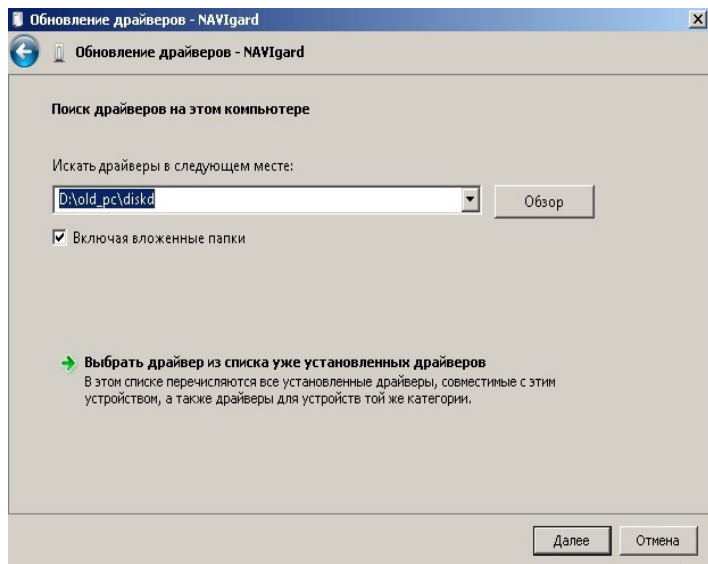 Обновление драйверов - NAVIgard
Обновление драйверов - NAVIgard
Поиск драйверов на этом компьютере
Искать драйверы в следующем месте:
D:\old_pc\diskd
Обзор
Включая вложенные папки
Выбрать драйвер из списка уже установленных драйверов
В этом списке перечисляются все установленные драйверы, совместимые с этим
устройством, а также драйверы для устройств той же категории.
Далее
Отмена